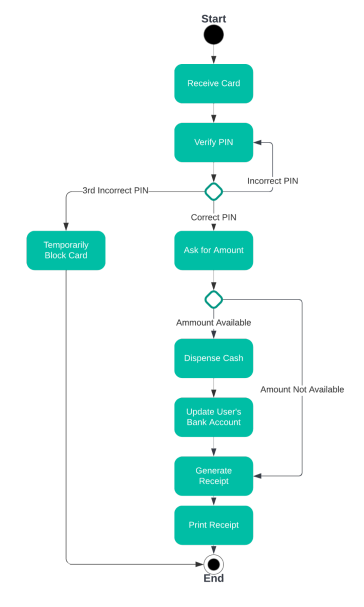 Start
Receive Card
Verify PIN
Incorrect PIN
3rd Incorrect PIN
Correct PIN
Temporarily
Block Card
Ask for Amount
Ammount Available
Dispense Cash
Amount Not Available
Update User's
Bank Account
Generate
Receipt
Print Receipt
End